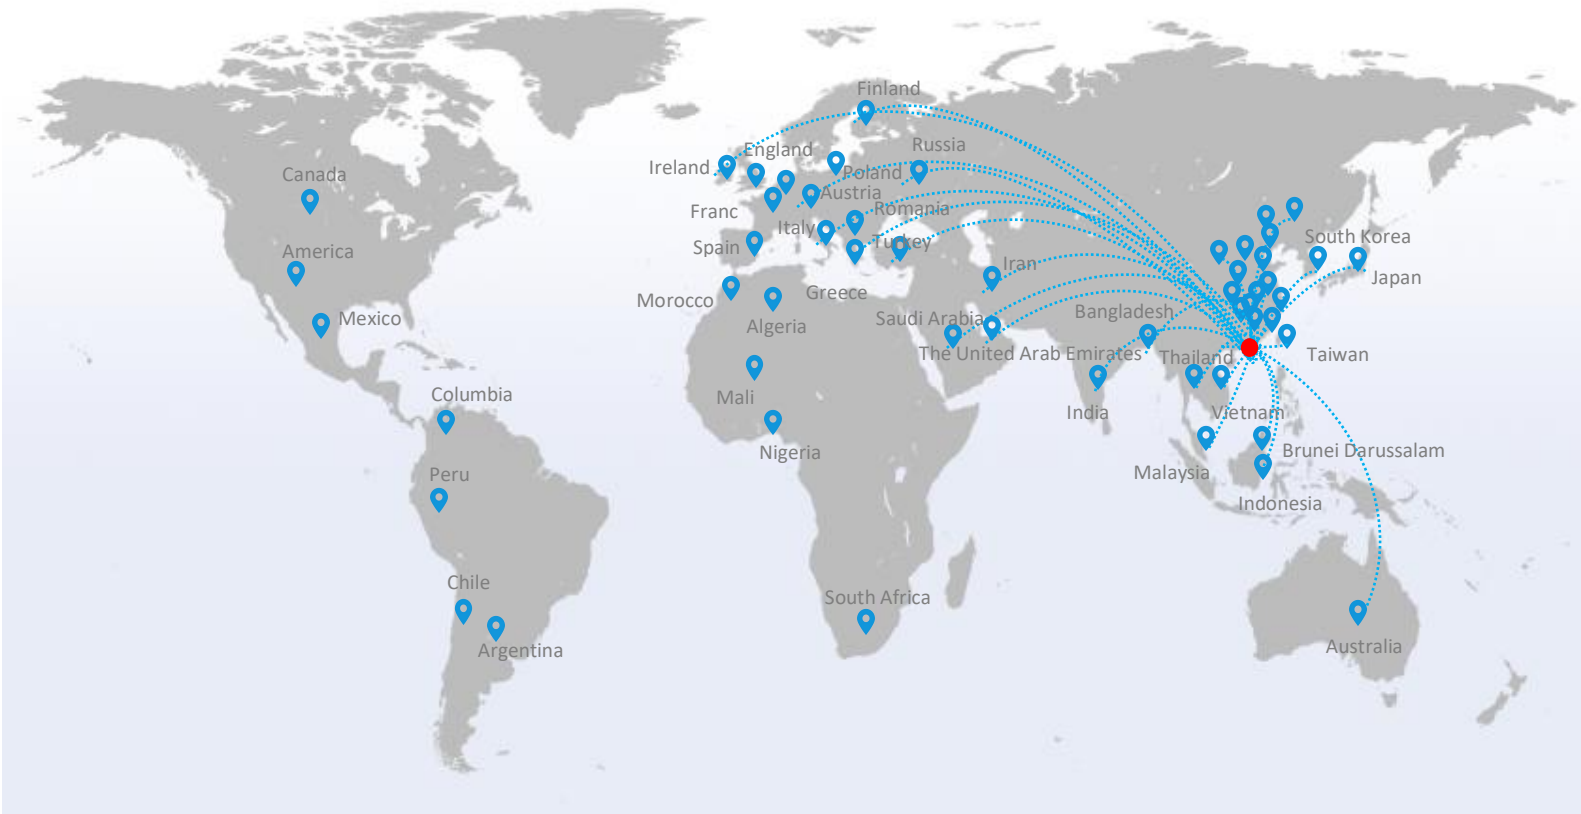 Finland
England
Russia
Ireland
Poland
Canada
Austria
Franc
Romania
Italy
South Korea
Spain
Turkey
America
Iran
Japan
Greece
Morocco
Bangladesh
Mexico
Saudi Arabia
Algeria
The United Arab Emirates
Thailand
Taiwan
Columbia
Mali
India
Vietnam
Nigeria
Brunei Darussalam
Peru
Malaysia
Indonesia
Chile
South Africa
Argentina
Australia